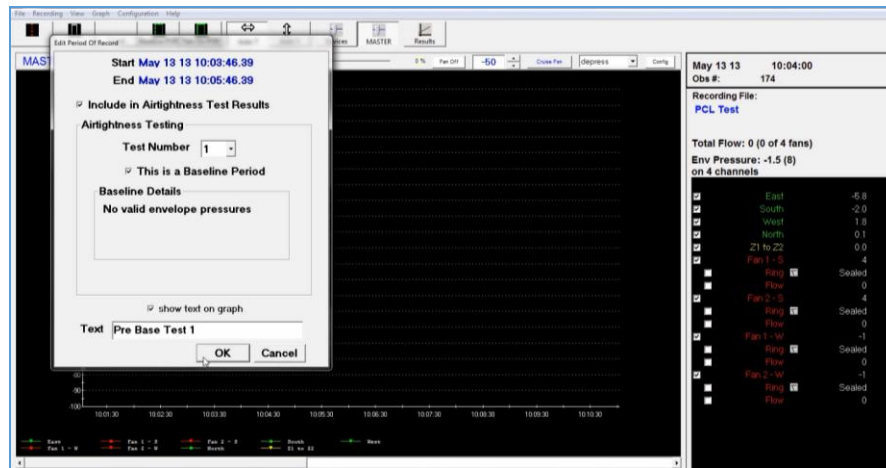 File Recording View Graph Configuration Help
MASTER
Results
Edit Period Of Record
Start May 13 13 10:03:46.39
End May 13 13 10:05:46.39
Include in Airtightness Test Results
Airtightness Testing
Test Number 1
This is a Baseline Period
Baseline Details
No valid envelope pressures
show text on graph
Text Pre Base Test 1
OK Cancel
MAS
0 % Fan Off -50 Cruise Fan depress Config
-90
-100
10:01:30 10:02:30 10:03:30 10:04:30 10:05:30 10:06:30 10:07:30 10:08:30 10:09:30 10:10:30
East Fan 1 - S Fan 2 - S South West
Fan 1 - W Fan 2 - W North Z1 to Z2
May 13 13 10:04:00
Obs #: 174
Recording File:
PCL Test
Total Flow: 0 (0 of 4 fans)
Env Pressure: -1.5 (8)
on 4 channels
East -5.8
South -2.0
West 1.8
North 0.1
Z1 to Z2 0.0
Fan 1 - S 4
Ring Sealed
Flow 0
Fan 2 - S 4
Ring Sealed
Flow 0
Fan 1 - W -1
Ring Sealed
Flow 0
Fan 2 - W -1
Ring Sealed
Flow 0